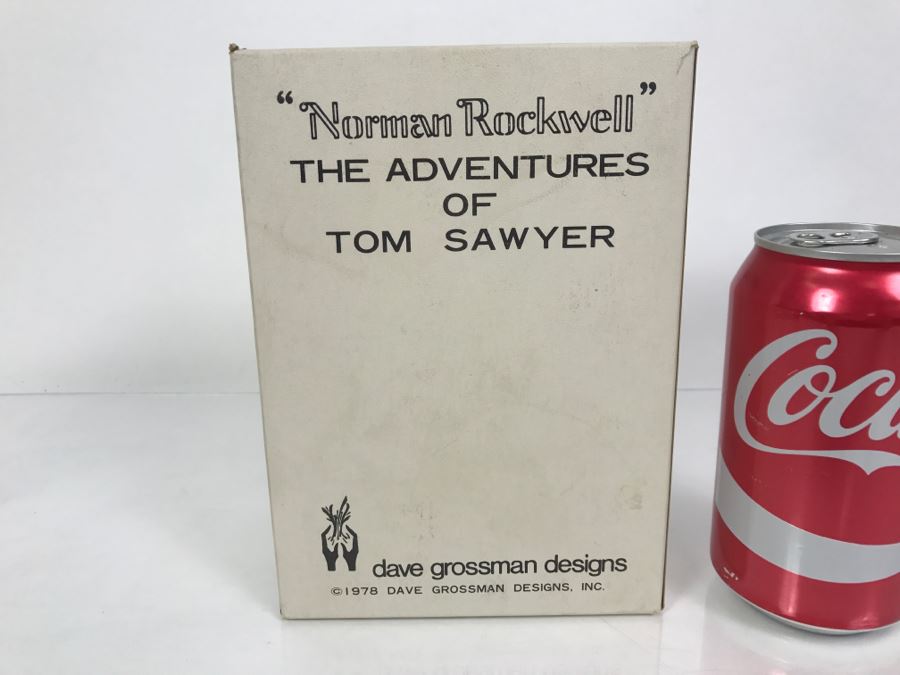 “Norman Rockwell”
THE ADVENTURES
OF
TOM SAWYER
dave grossman designs
©1978 DAVE GROSSMAN DESIGNS, INC.
Coca